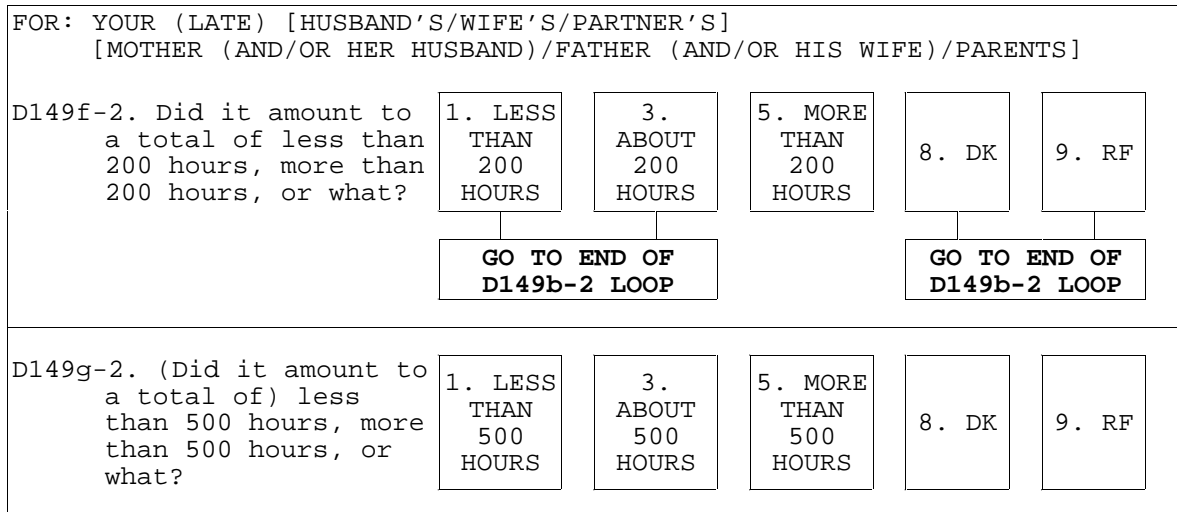 FOR: YOUR (LATE) [HUSBAND'S/WIFE'S/PARTNER'S]
[MOTHER (AND/OR HER HUSBAND)/FATHER (AND/OR HIS WIFE)/PARENTS]
D149f-2. Did it amount to
a total of less than
200 hours, more than
200 hours, or what?
1. LESS
THAN
200
HOURS
3.
ABOUT
200
HOURS
5. MORE
THAN
200
HOURS
8. DK
9. RF
GO TO END OF
D149b-2 LOOP
GO TO END OF
D149b-2 LOOP
D149g-2. (Did it amount to
a total of) less
than 500 hours, more
than 500 hours, or
what?
1. LESS
THAN
500
HOURS
3.
ABOUT
500
HOURS
5. MORE
THAN
500
HOURS
8. DK
9. RF